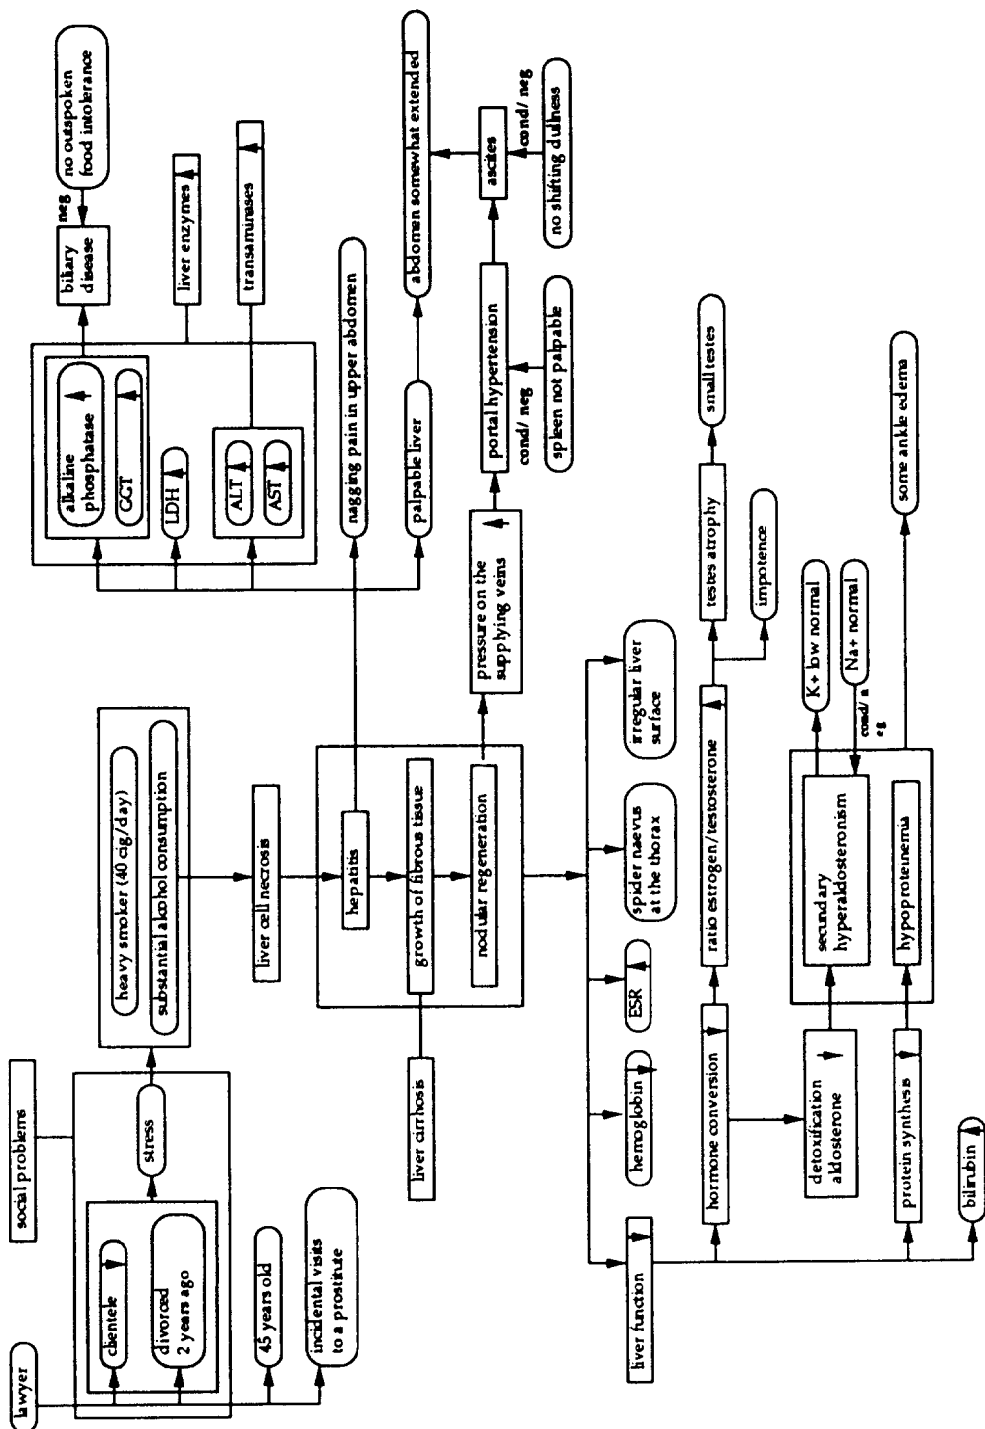 lawyer
social problems
clientele
divorced
2 years ago
stress
45 years old
incidental visits
to a prostitute
heavy smoker (40 cig/day)
substantial alcohol consumption
liver cell necrosis
liver cirrhosis
hepatitis
growth of fibrous tissue
nodular regeneration
alkaline
phosphatase
GGT
LDH
ALT
AST
biliary
disease
neg
no outspoken
food intolerance
liver enzymes
transaminases
nagging pain in upper abdomen
palpable liver
abdomen somewhat extended
pressure on the
supplying veins
portal hypertension
cond/ neg
spleen not palpable
ascites
cond/ neg
no shifting dullness
liver function
hemoglobin
ESR
spider naevus
at the thorax
irregular liver
surface
hormone conversion
ratio estrogen/testosterone
testes atrophy
small testes
impotence
detoxification
aldosterone
secundary
hyperaldosteronism
K+ low normal
Na+ normal
cond/ n
eg
protein synthesis
hypoproteinemia
some ankle edema
bilirubin